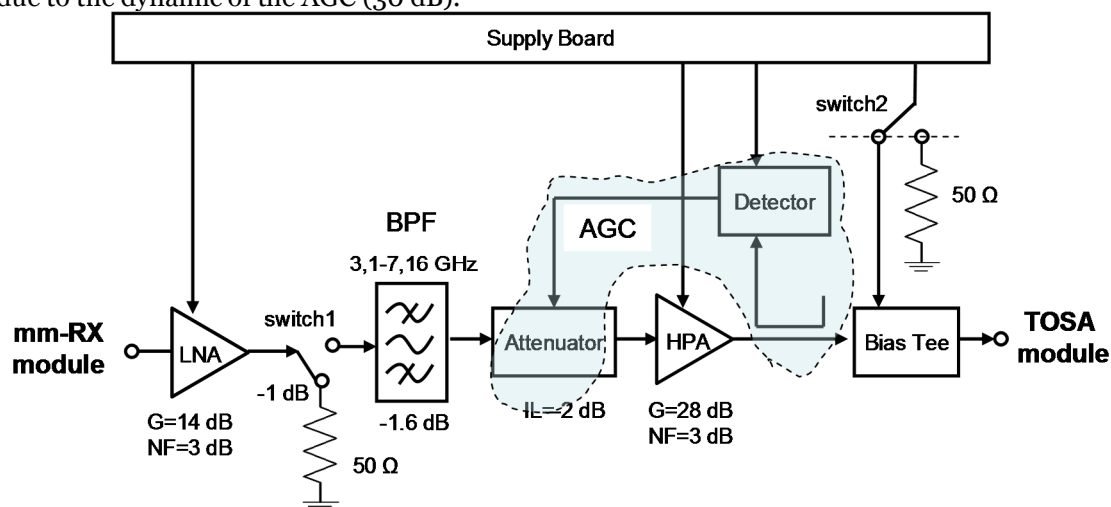 due to the dynamic of the AGC (30 dB).
Supply Board
switch2
Detector
50 Ω
AGC
BPF
3,1-7,16 GHz
switch1
mm-RX
module
LNA
Attenuator
HPA
Bias Tee
TOSA
module
-1 dB
G=14 dB
NF=3 dB
-1.6 dB
IL=-2 dB
G=28 dB
NF=3 dB
50 Ω